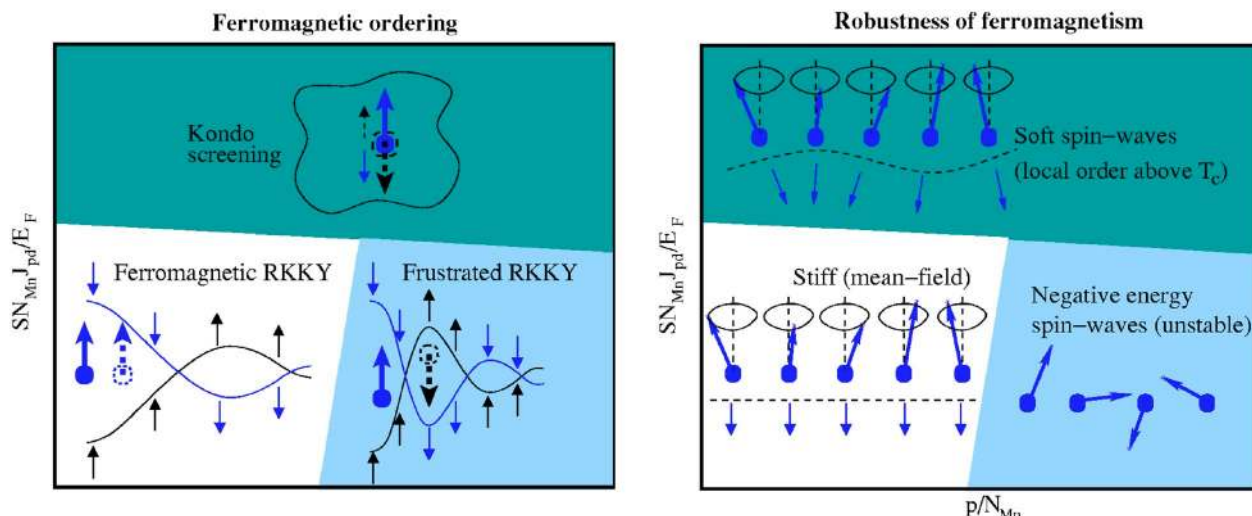 Ferromagnetic ordering
SN_Mn J_pd/E_F
Kondo
screening
Ferromagnetic RKKY
Frustrated RKKY
Robustness of ferromagnetism
SN_Mn J_pd/E_F
Soft spin−waves
(local order above T_c)
Stiff (mean−field)
Negative energy
spin−waves (unstable)
p/N_Mn